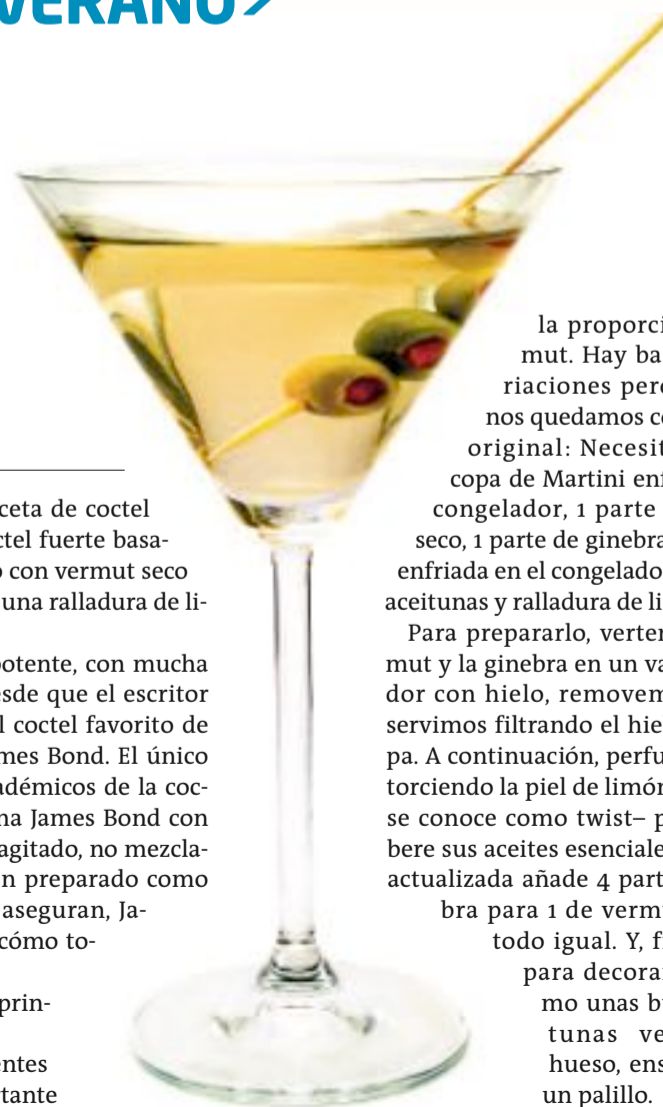 VERANO
ceta de coctel
ctel fuerte basa-
o con vermut seco
una ralladura de li-
potente, con mucha
esde que el escritor
l coctel favorito de
mes Bond. El único
adémicos de la coc-
na James Bond con
agitado, no mezcla-
n preparado como
aseguran, Ja-
cómo to-
prin-
entes
tante
la proporci
mut. Hay ba
riaciones pero
nos quedamos co
original: Necesit
copa de Martini enf
congelador, 1 parte
seco, 1 parte de ginebra
enfriada en el congelado
aceitunas y ralladura de li
Para prepararlo, verter
mut y la ginebra en un va
dor con hielo, removem
servimos filtrando el hie
pa. A continuación, perfu
torciendo la piel de limón
se conoce como twist– p
bere sus aceites esenciale
actualizada añade 4 part
bra para 1 de vermu
todo igual. Y, fi
para decorar
mo unas bu
tunas ve
hueso, ens
un palillo.